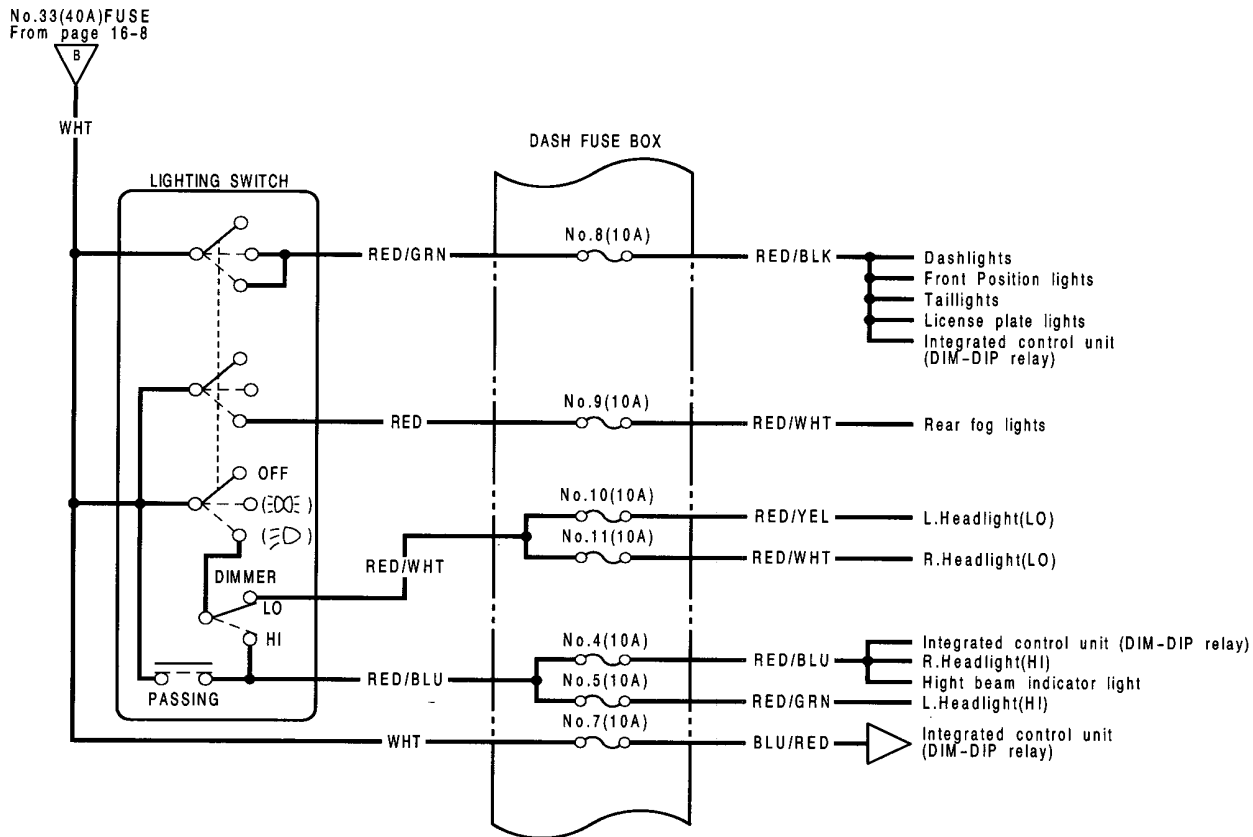 No.33(40A)FUSE
From page 16-8
B
WHT
DASH FUSE BOX
LIGHTING SWITCH
No.8(10A)
RED/GRN
RED/BLK
Dashlights
Front Position lights
Taillights
License plate lights
Integrated control unit
(DIM-DIP relay)
No.9(10A)
RED
RED/WHT
Rear fog lights
OFF
No.10(10A)
RED/YEL
L.Headlight(LO)
No.11(10A)
RED/WHT
RED/WHT
R.Headlight(LO)
DIMMER
LO
HI
No.4(10A)
Integrated control unit (DIM-DIP relay)
RED/BLU
R.Headlight(HI)
RED/BLU
No.5(10A)
Hight beam indicator light
PASSING
RED/GRN
L.Headlight(HI)
No.7(10A)
WHT
BLU/RED
Integrated control unit
(DIM-DIP relay)